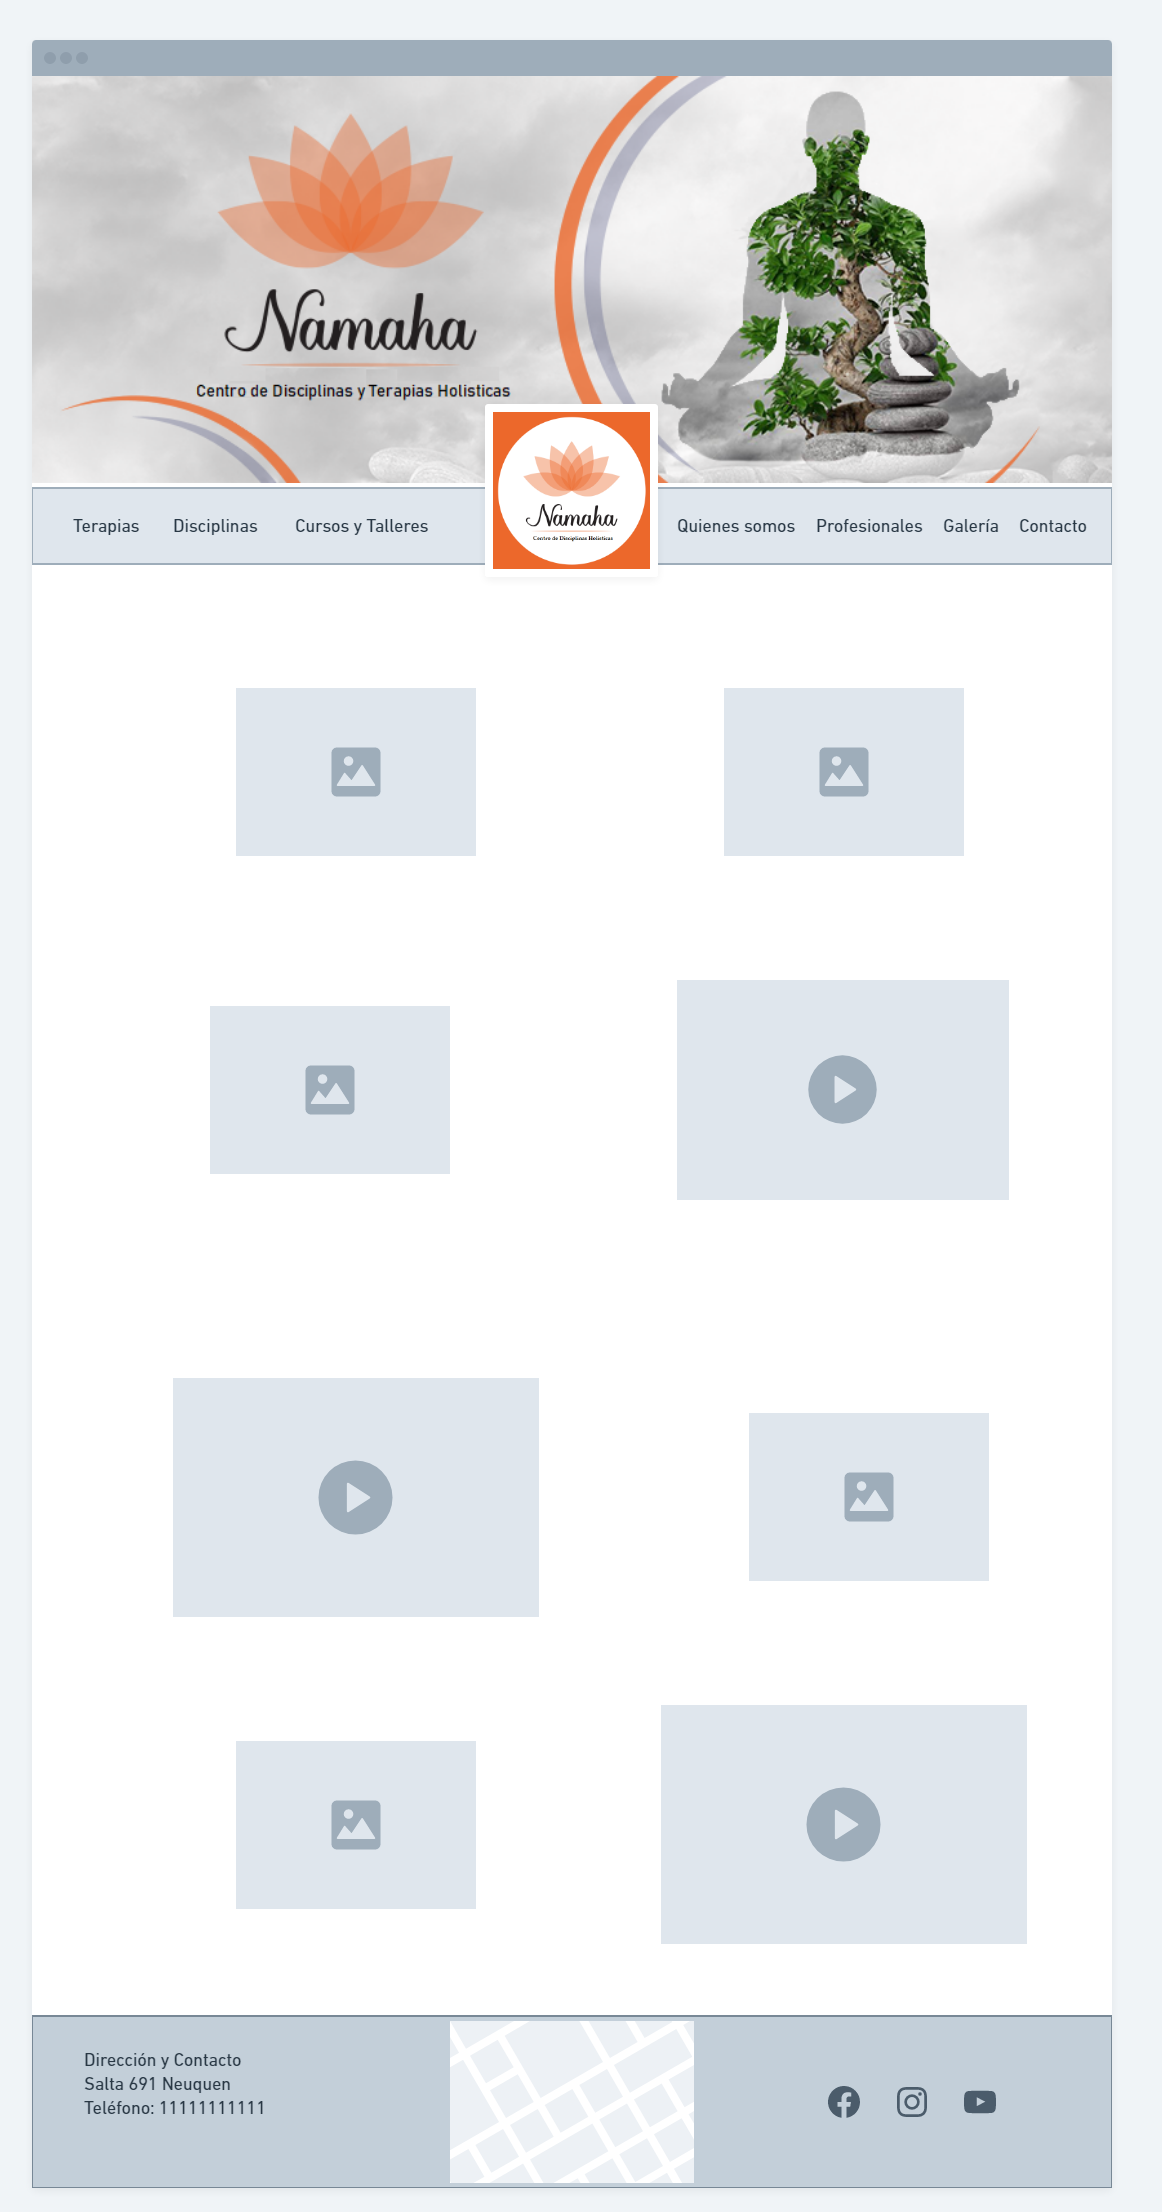 Namaha
Centro de Disciplinas y Terapias Holisticas
Terapias Disciplinas Cursos y Talleres
Namaha
Centro de Disciplinas Holísticas
Quienes somos Profesionales Galería Contacto
Dirección y Contacto
Salta 691 Neuquen
Teléfono: 11111111111